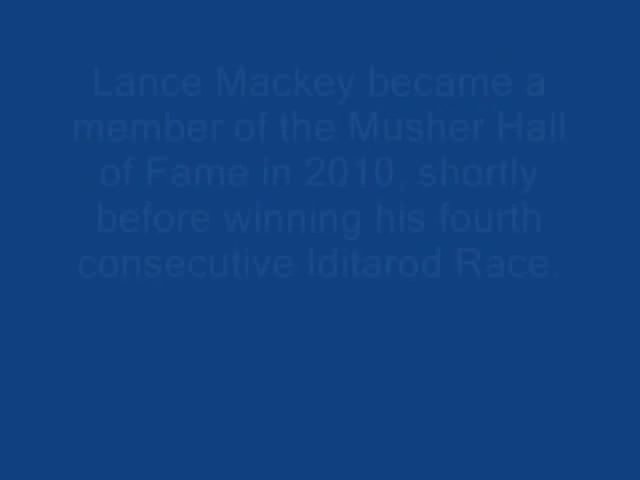 Lance Mackey became a
member of the Musher Hall
of Fame in 2010, shortly
before winning his fourth
consecutive Iditarod Race.